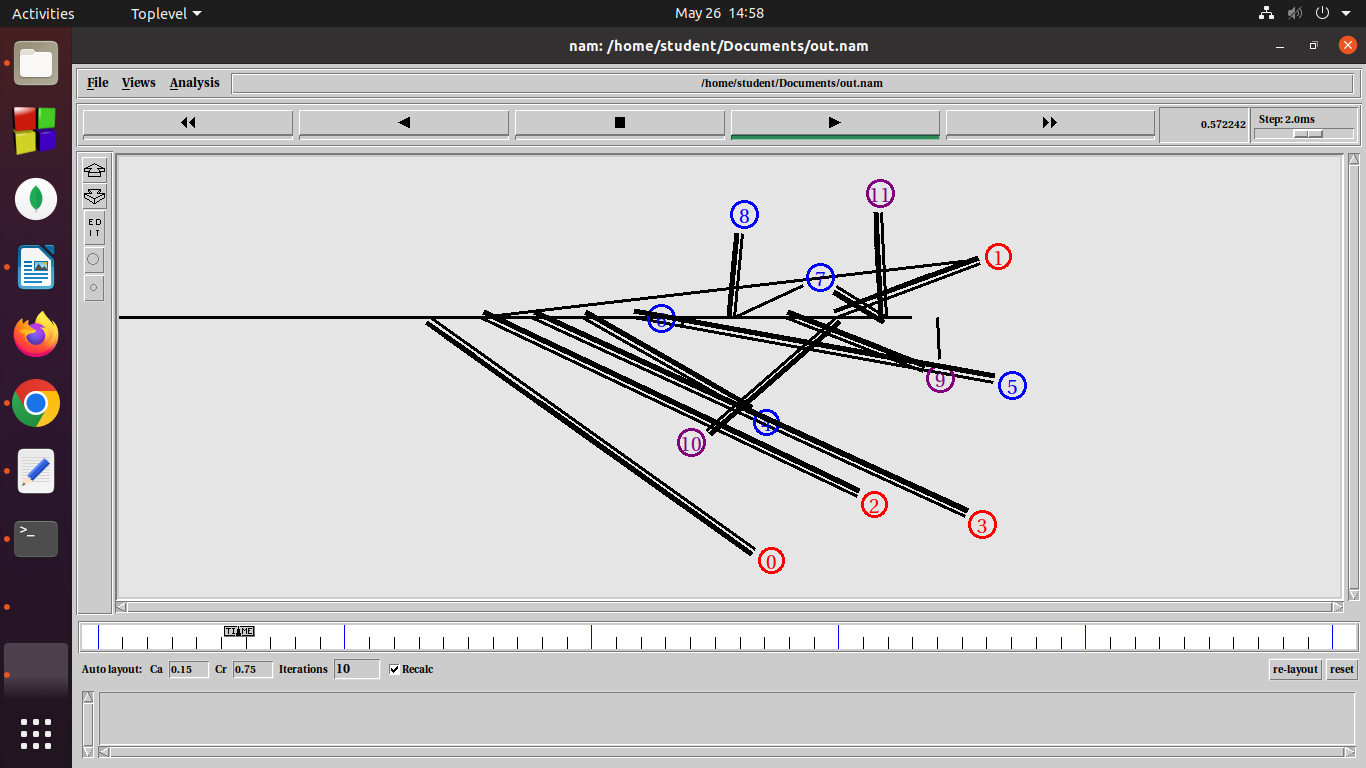 Activities Toplevel May 26 14:58
nam: /home/student/Documents/out.nam
File Views Analysis /home/student/Documents/out.nam
0.572242 Step: 2.0ms
ED
IT
11
8
1
7
6
9
5
4
10
2
3
0
TIME
Auto layout: Ca 0.15 Cr 0.75 Iterations 10 Recalc re-layout reset
>_